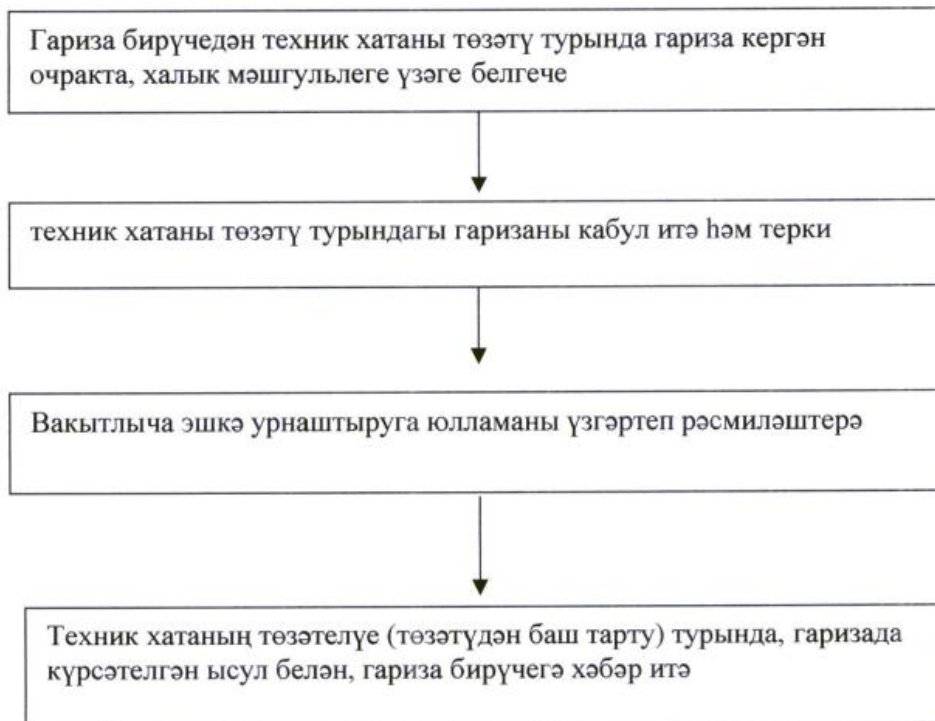 Гариза бирүчедән техник хатаны төзәтү турында гариза кергән
очракта, халык мәшгульлеге үзәге белгече
техник хатаны төзәтү турындагы гаризаны кабул итә һәм терки
Вакытлыча эшкә урнаштыруга юлламаны үзгәртеп рәсмиләштерә
Техник хатаның төзәтелүе (төзәтүдән баш тарту) турында, гаризада
күрсәтелгән ысул белән, гариза бирүчегә хәбәр итә